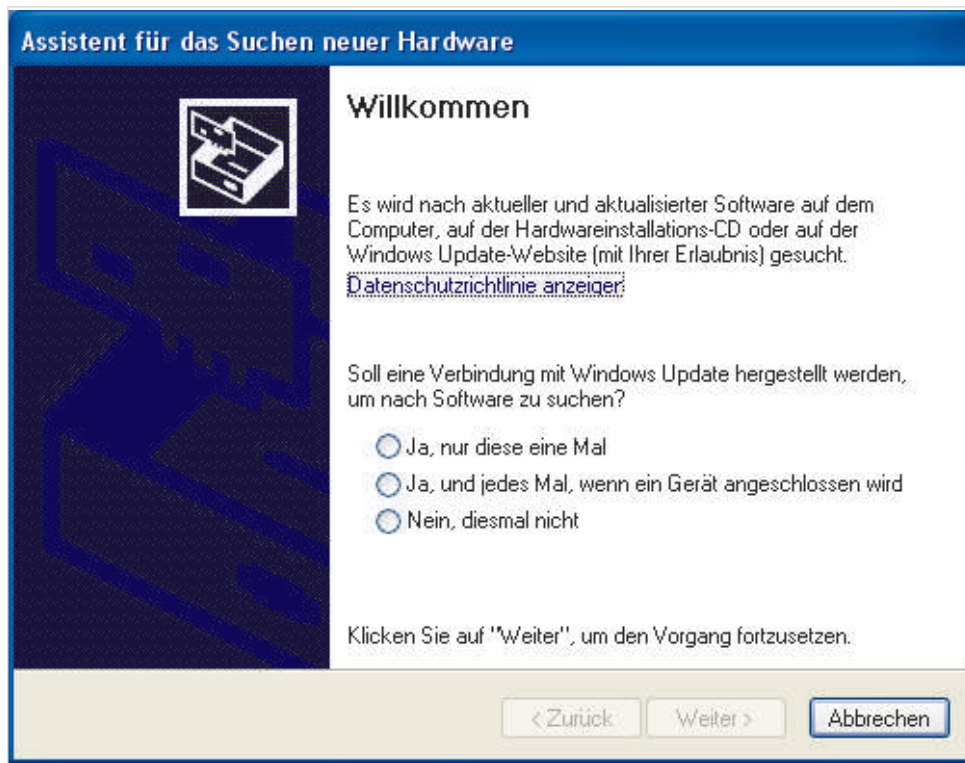 Assistent für das Suchen neuer Hardware
Willkommen
Es wird nach aktueller und aktualisierter Software auf dem
Computer, auf der Hardwareinstallations-CD oder auf der
Windows Update-Website (mit Ihrer Erlaubnis) gesucht.
Datenschutzrichtlinie anzeigen
Soll eine Verbindung mit Windows Update hergestellt werden,
um nach Software zu suchen?
Ja, nur diese eine Mal
Ja, und jedes Mal, wenn ein Gerät angeschlossen wird
Nein, diesmal nicht
Klicken Sie auf "Weiter", um den Vorgang fortzusetzen.
< Zurück
Weiter >
Abbrechen